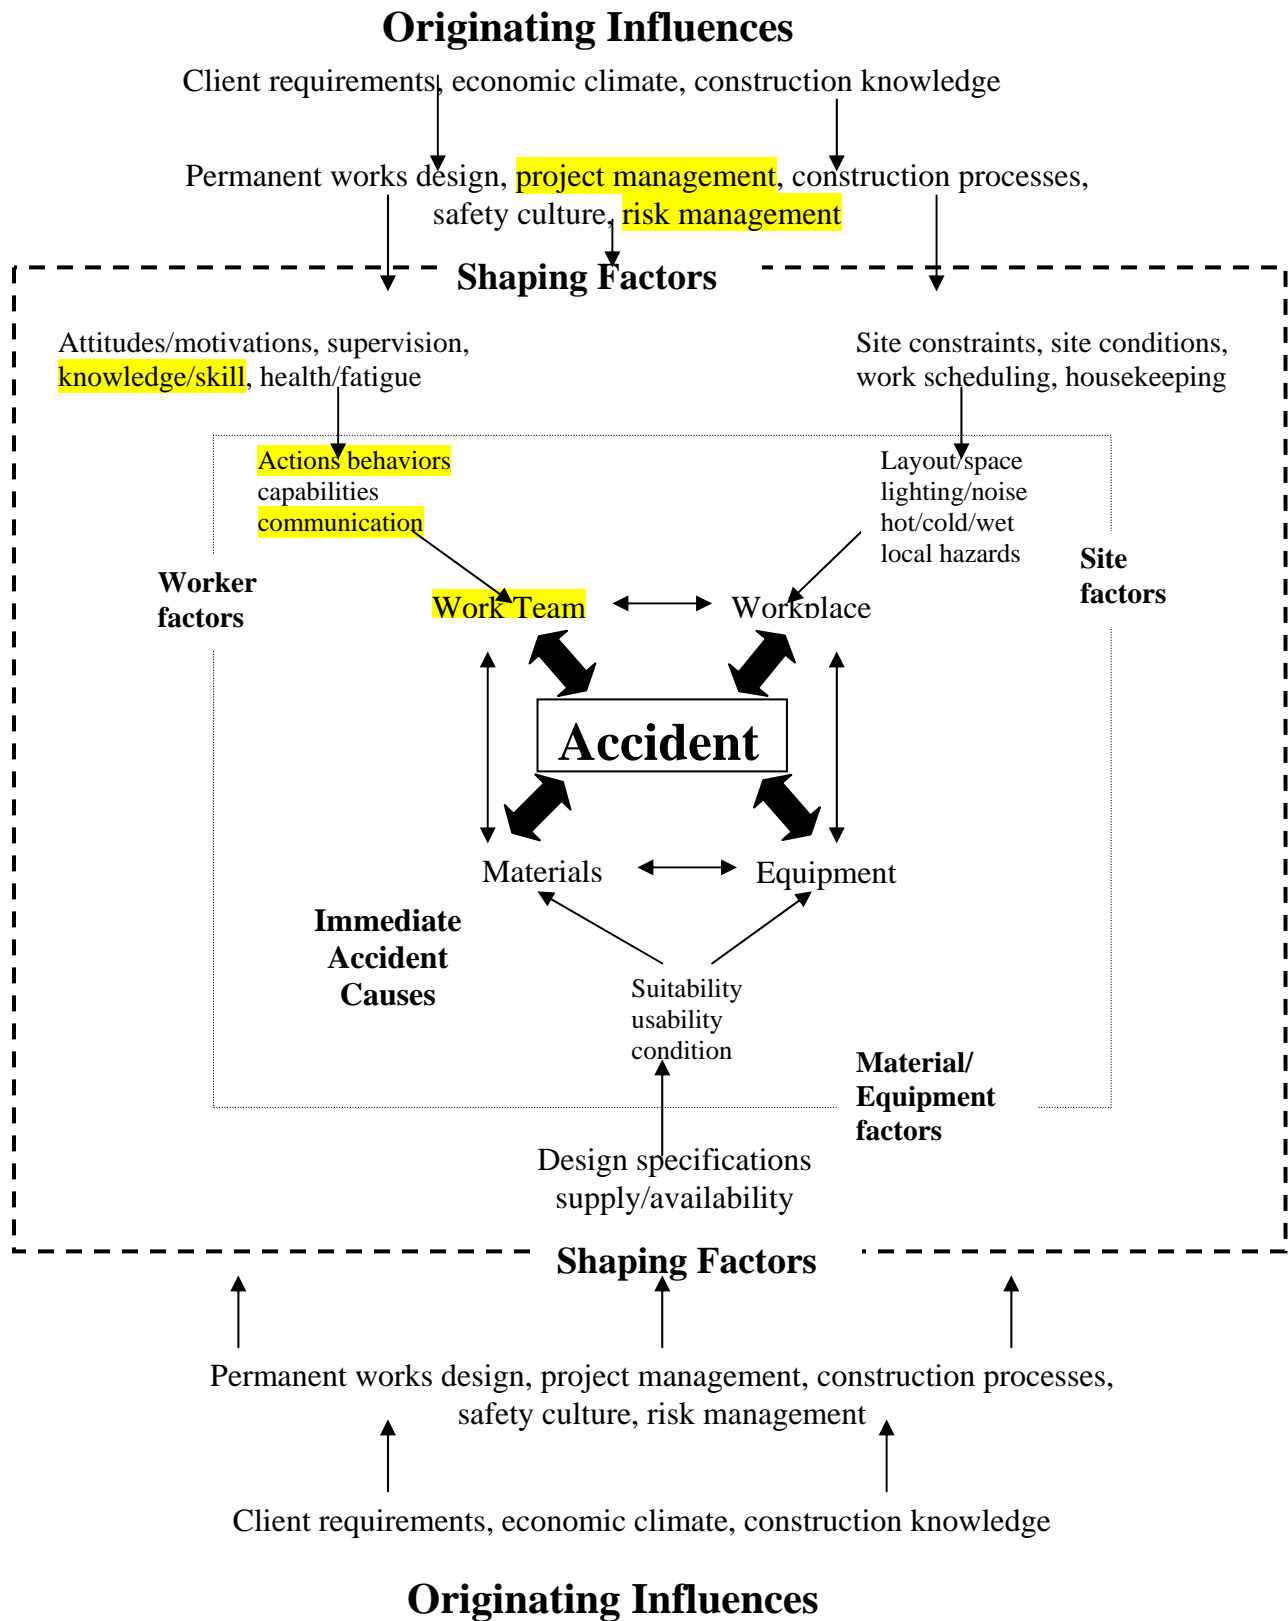 Originating Influences
Client requirements, economic climate, construction knowledge
Permanent works design, project management, construction processes,
safety culture, risk management
Shaping Factors
Attitudes/motivations, supervision,
knowledge/skill, health/fatigue
Site constraints, site conditions,
work scheduling, housekeeping
Actions behaviors
capabilities
communication
Layout/space
lighting/noise
hot/cold/wet
local hazards
Worker
factors
Site
factors
Work Team
Workplace
Accident
Materials
Equipment
Immediate
Accident
Causes
Suitability
usability
condition
Material/
Equipment
factors
Design specifications
supply/availability
Shaping Factors
Permanent works design, project management, construction processes,
safety culture, risk management
Client requirements, economic climate, construction knowledge
Originating Influences